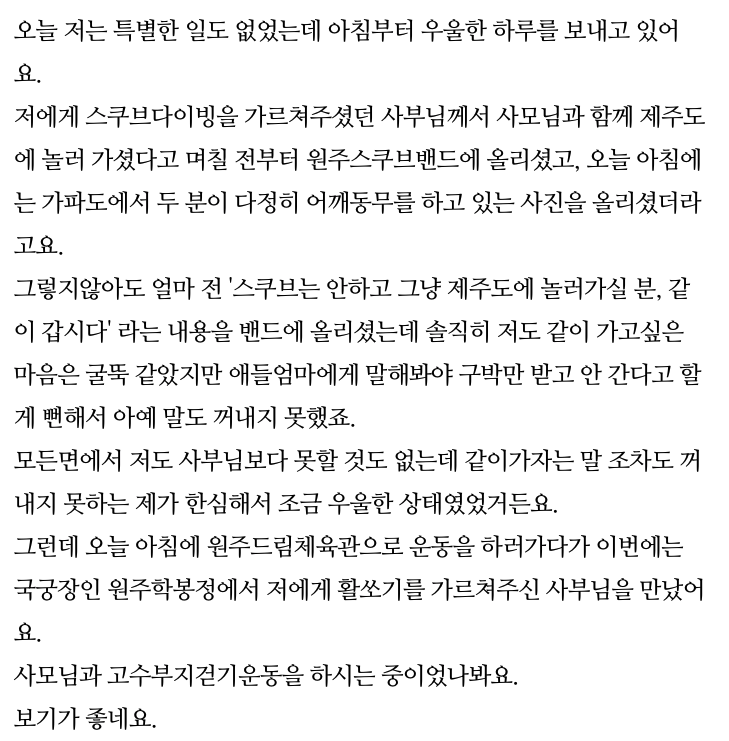 오늘 저는 특별한 일도 없었는데 아침부터 우울한 하루를 보내고 있어
요.
저에게 스쿠브다이빙을 가르쳐주셨던 사부님께서 사모님과 함께 제주도
에 놀러 가셨다고 며칠 전부터 원주스쿠브밴드에 올리셨고, 오늘 아침에
는 가파도에서 두 분이 다정히 어깨동무를 하고 있는 사진을 올리셨더라
고요.
그렇지않아도 얼마 전 '스쿠브는 안하고 그냥 제주도에 놀러가실 분, 같
이 갑시다' 라는 내용을 밴드에 올리셨는데 솔직히 저도 같이 가고싶은
마음은 굴뚝 같았지만 애들엄마에게 말해봐야 구박만 받고 안 간다고 할
게 뻔해서 아예 말도 꺼내지 못했죠.
모든면에서 저도 사부님보다 못할 것도 없는데 같이가자는 말 조차도 꺼
내지 못하는 제가 한심해서 조금 우울한 상태였었거든요.
그런데 오늘 아침에 원주드림체육관으로 운동을 하러가다가 이번에는
국궁장인 원주학봉정에서 저에게 활쏘기를 가르쳐주신 사부님을 만났어
요.
사모님과 고수부지걷기운동을 하시는 중이었나봐요.
보기가 좋네요.